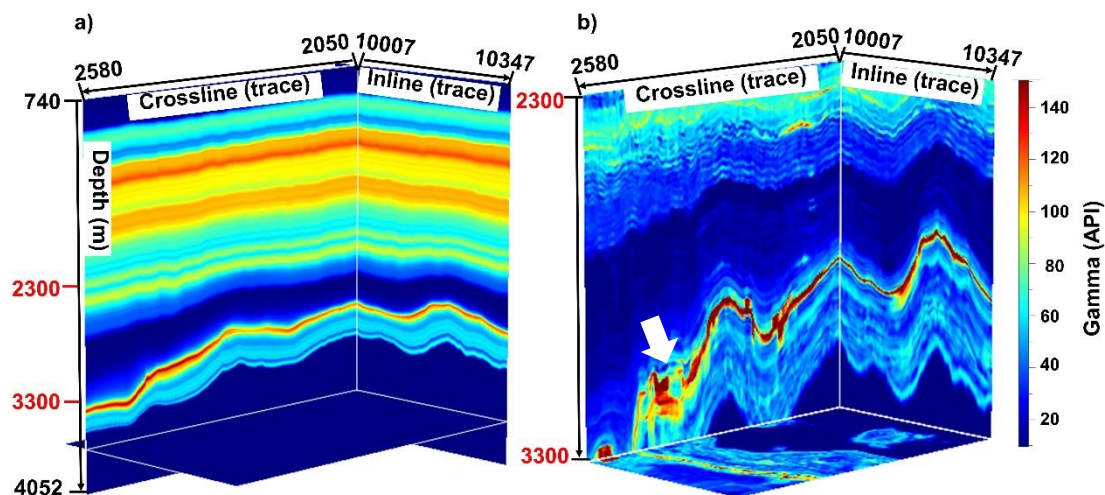 a)
2580
2050
10007
10347
Crossline (trace)
Inline (trace)
740
Depth (m)
2300
3300
4052
b)
2580
2050
10007
10347
Crossline (trace)
Inline (trace)
2300
3300
140
120
100
80
60
40
20
Gamma (API)